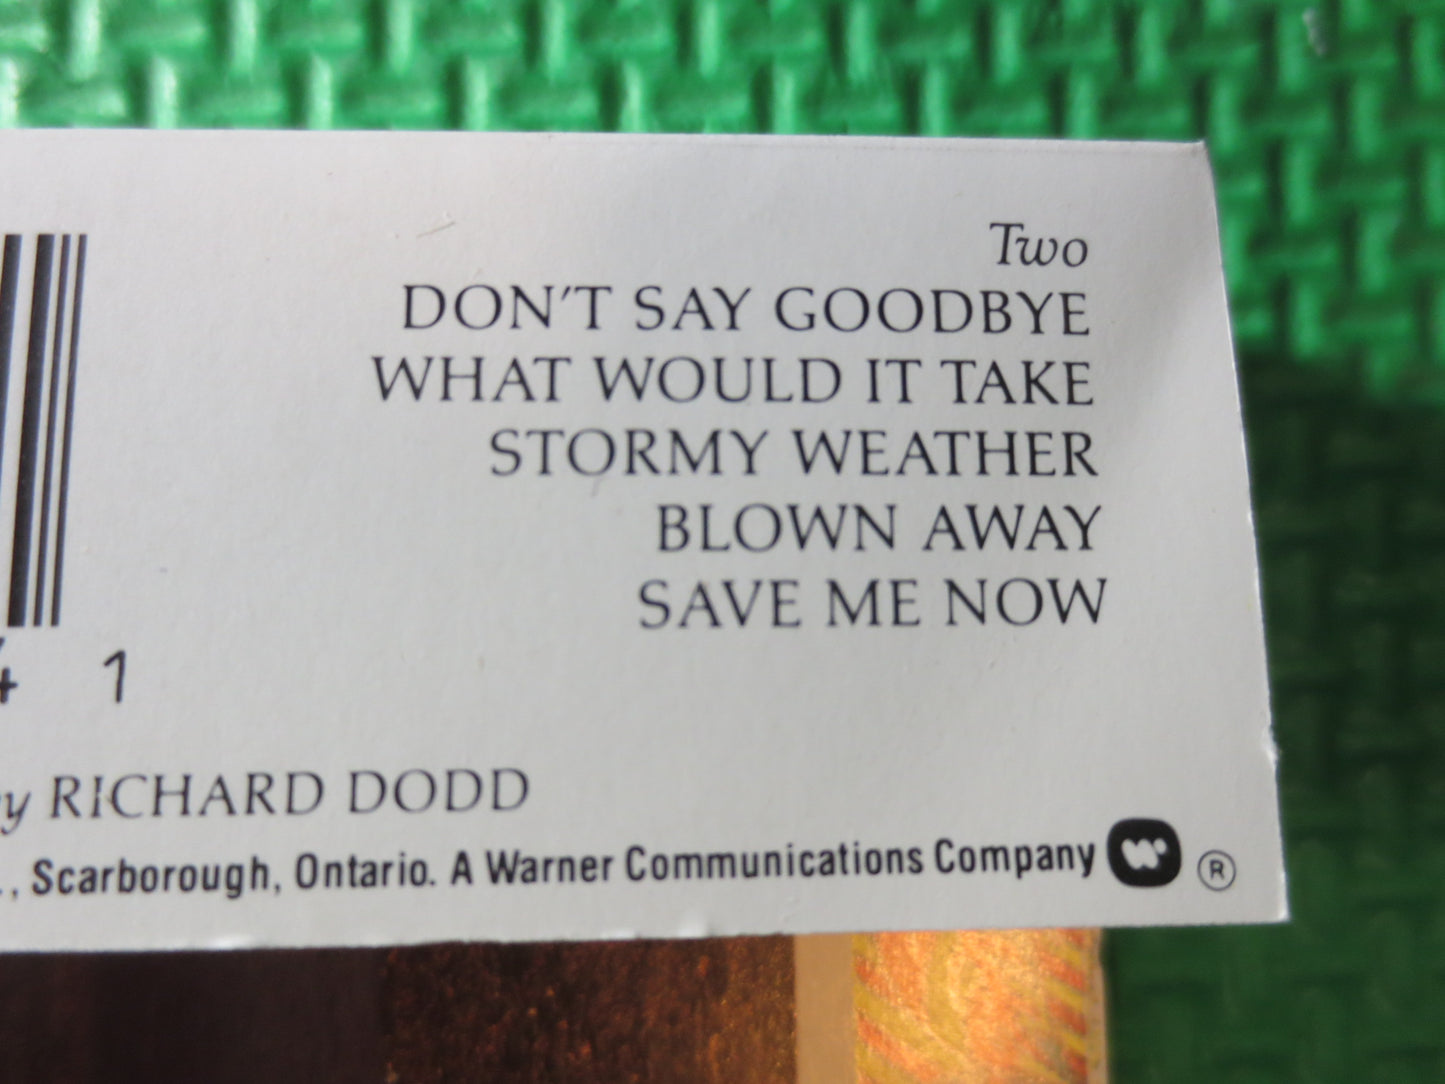 Two
DON'T SAY GOODBYE
WHAT WOULD IT TAKE
STORMY WEATHER
BLOWN AWAY
SAVE ME NOW
4 1
y RICHARD DODD
., Scarborough, Ontario. A Warner Communications Company ®